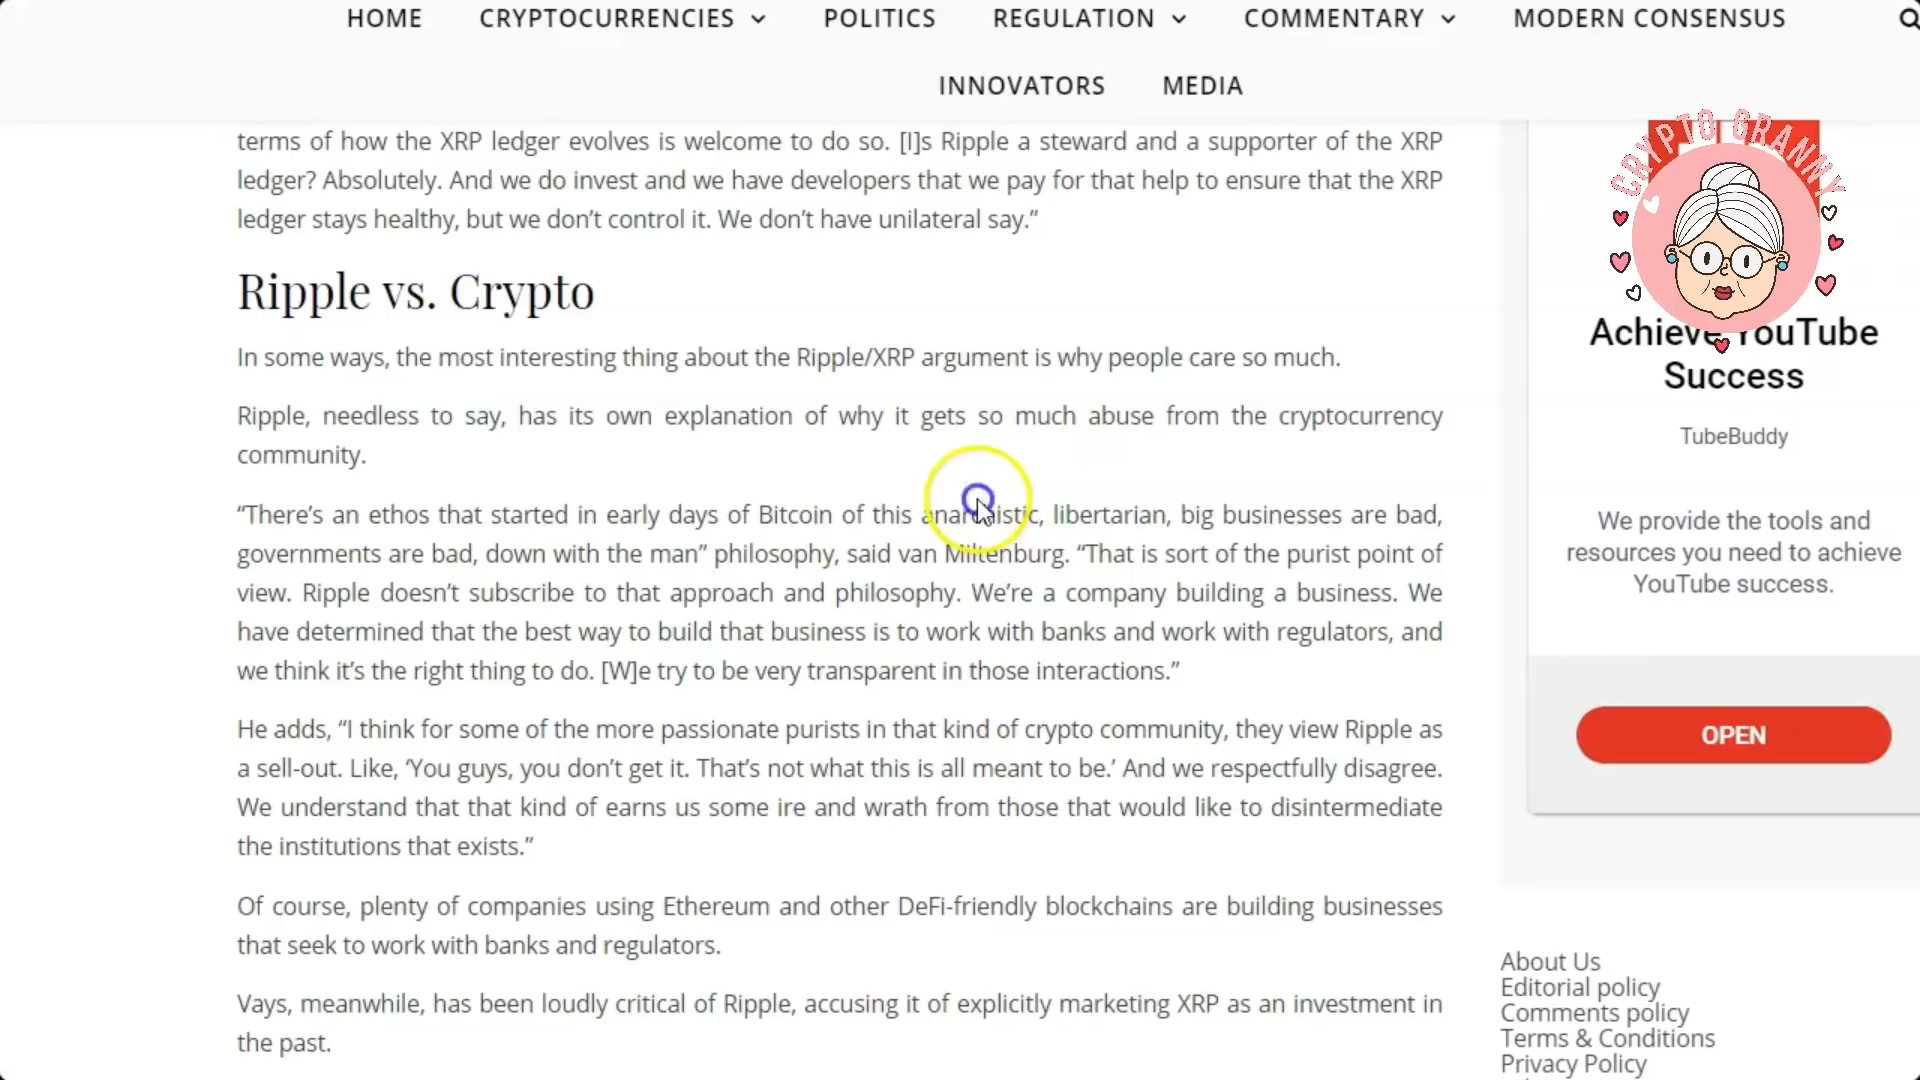 HOME CRYPTOCURRENCIES POLITICS REGULATION COMMENTARY MODERN CONSENSUS
INNOVATORS MEDIA
terms of how the XRP ledger evolves is welcome to do so. [I]s Ripple a steward and a supporter of the XRP
ledger? Absolutely. And we do invest and we have developers that we pay for that help to ensure that the XRP
ledger stays healthy, but we don’t control it. We don’t have unilateral say.”
Ripple vs. Crypto
In some ways, the most interesting thing about the Ripple/XRP argument is why people care so much.
Ripple, needless to say, has its own explanation of why it gets so much abuse from the cryptocurrency
community.
“There’s an ethos that started in early days of Bitcoin of this anarchistic, libertarian, big businesses are bad,
governments are bad, down with the man” philosophy, said van Miltenburg. “That is sort of the purist point of
view. Ripple doesn’t subscribe to that approach and philosophy. We’re a company building a business. We
have determined that the best way to build that business is to work with banks and work with regulators, and
we think it’s the right thing to do. [W]e try to be very transparent in those interactions.”
He adds, “I think for some of the more passionate purists in that kind of crypto community, they view Ripple as
a sell-out. Like, ‘You guys, you don’t get it. That’s not what this is all meant to be.’ And we respectfully disagree.
We understand that that kind of earns us some ire and wrath from those that would like to disintermediate
the institutions that exists.”
Of course, plenty of companies using Ethereum and other DeFi-friendly blockchains are building businesses
that seek to work with banks and regulators.
Vays, meanwhile, has been loudly critical of Ripple, accusing it of explicitly marketing XRP as an investment in
the past.
CRYPTO GRANNY
Achieve YouTube
Success
TubeBuddy
We provide the tools and
resources you need to achieve
YouTube success.
OPEN
About Us
Editorial policy
Comments policy
Terms & Conditions
Privacy Policy